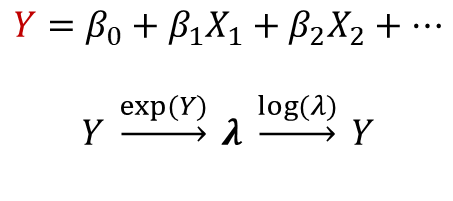 Y = β₀ + β₁X₁ + β₂X₂ + ⋯
exp(Y) log(λ)
Y ⟶ λ ⟶ Y